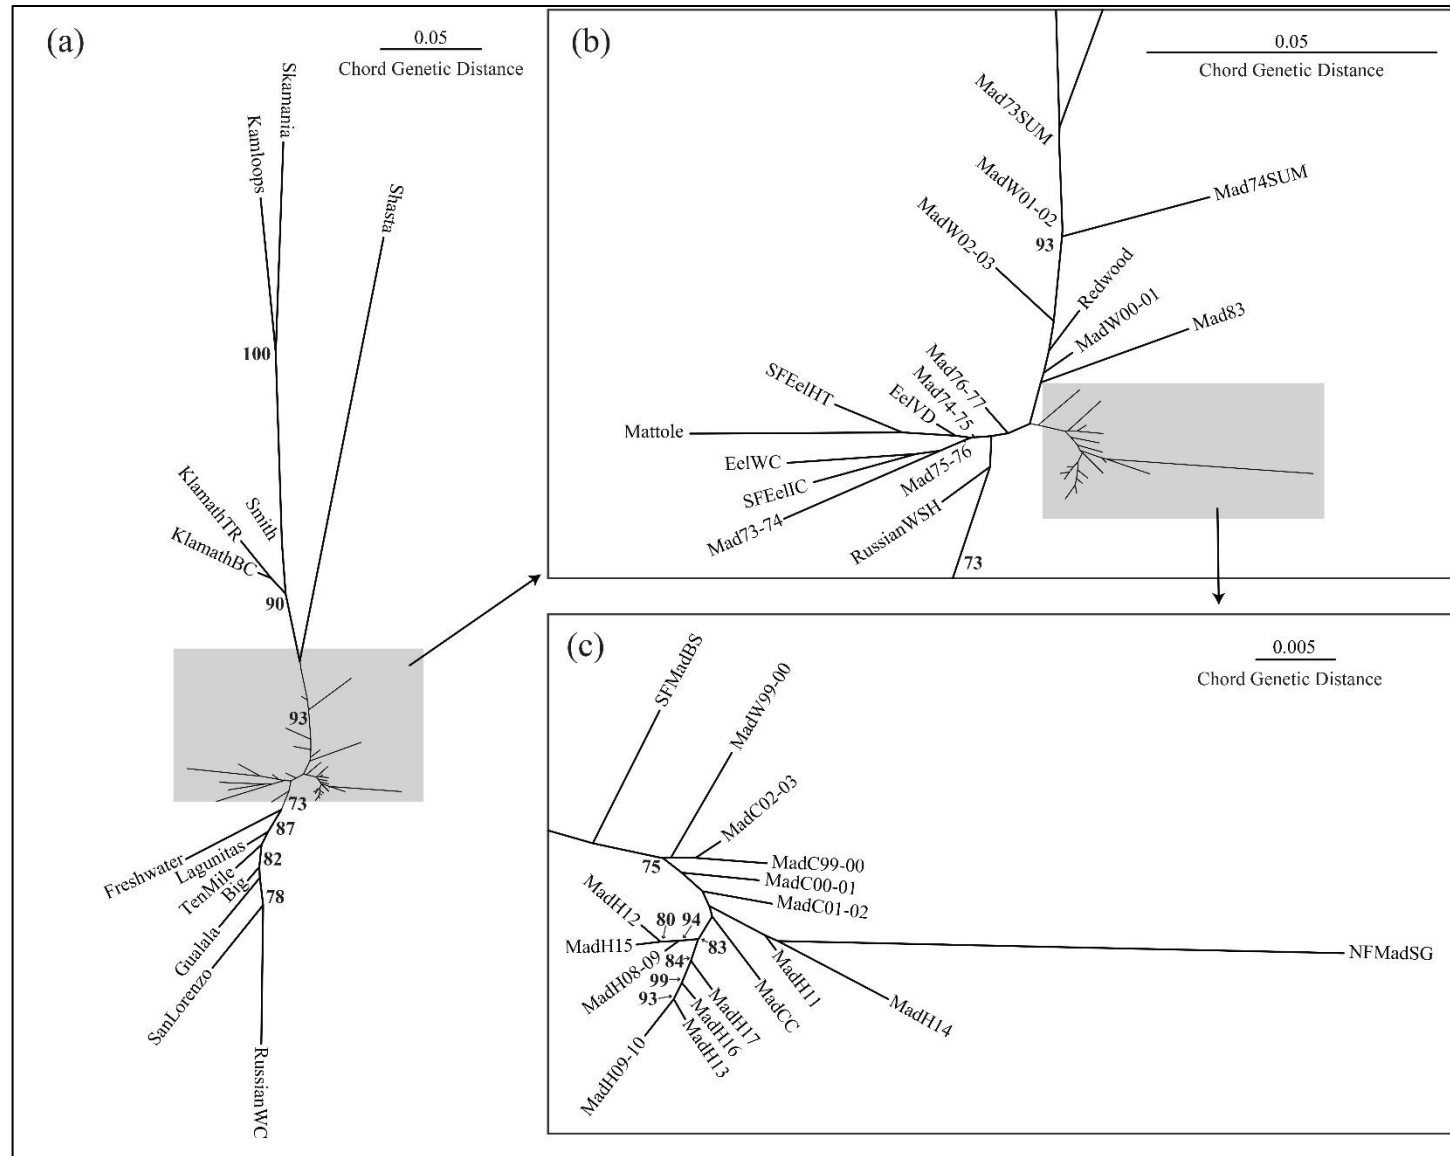 (a)
0.05
Chord Genetic Distance
Skamania
Kamloops
Shasta
100
Smith
KlamathTR
KlamathBC
90
93
73
87
Freshwater
Lagunitas
TenMile
82
Big
78
Gualala
SanLorenzo
RussianWC
(b)
0.05
Chord Genetic Distance
Mad73SUM
MadW01-02
Mad74SUM
93
MadW02-03
Redwood
MadW00-01
Mad83
Mad76-77
Mad74-75
EelVD
SFEelHT
Mattole
EelWC
SFEelIC
Mad75-76
Mad73-74
RussianWSH
73
(c)
0.005
Chord Genetic Distance
SFMadBS
MadW99-00
MadC02-03
75
MadC99-00
MadC00-01
MadC01-02
MadH12
80
94
MadH15
83
MadH08-09
84
99
93
NFMadSG
MadH11
MadH14
MadCC
MadH17
MadH16
MadH13
MadH09-10